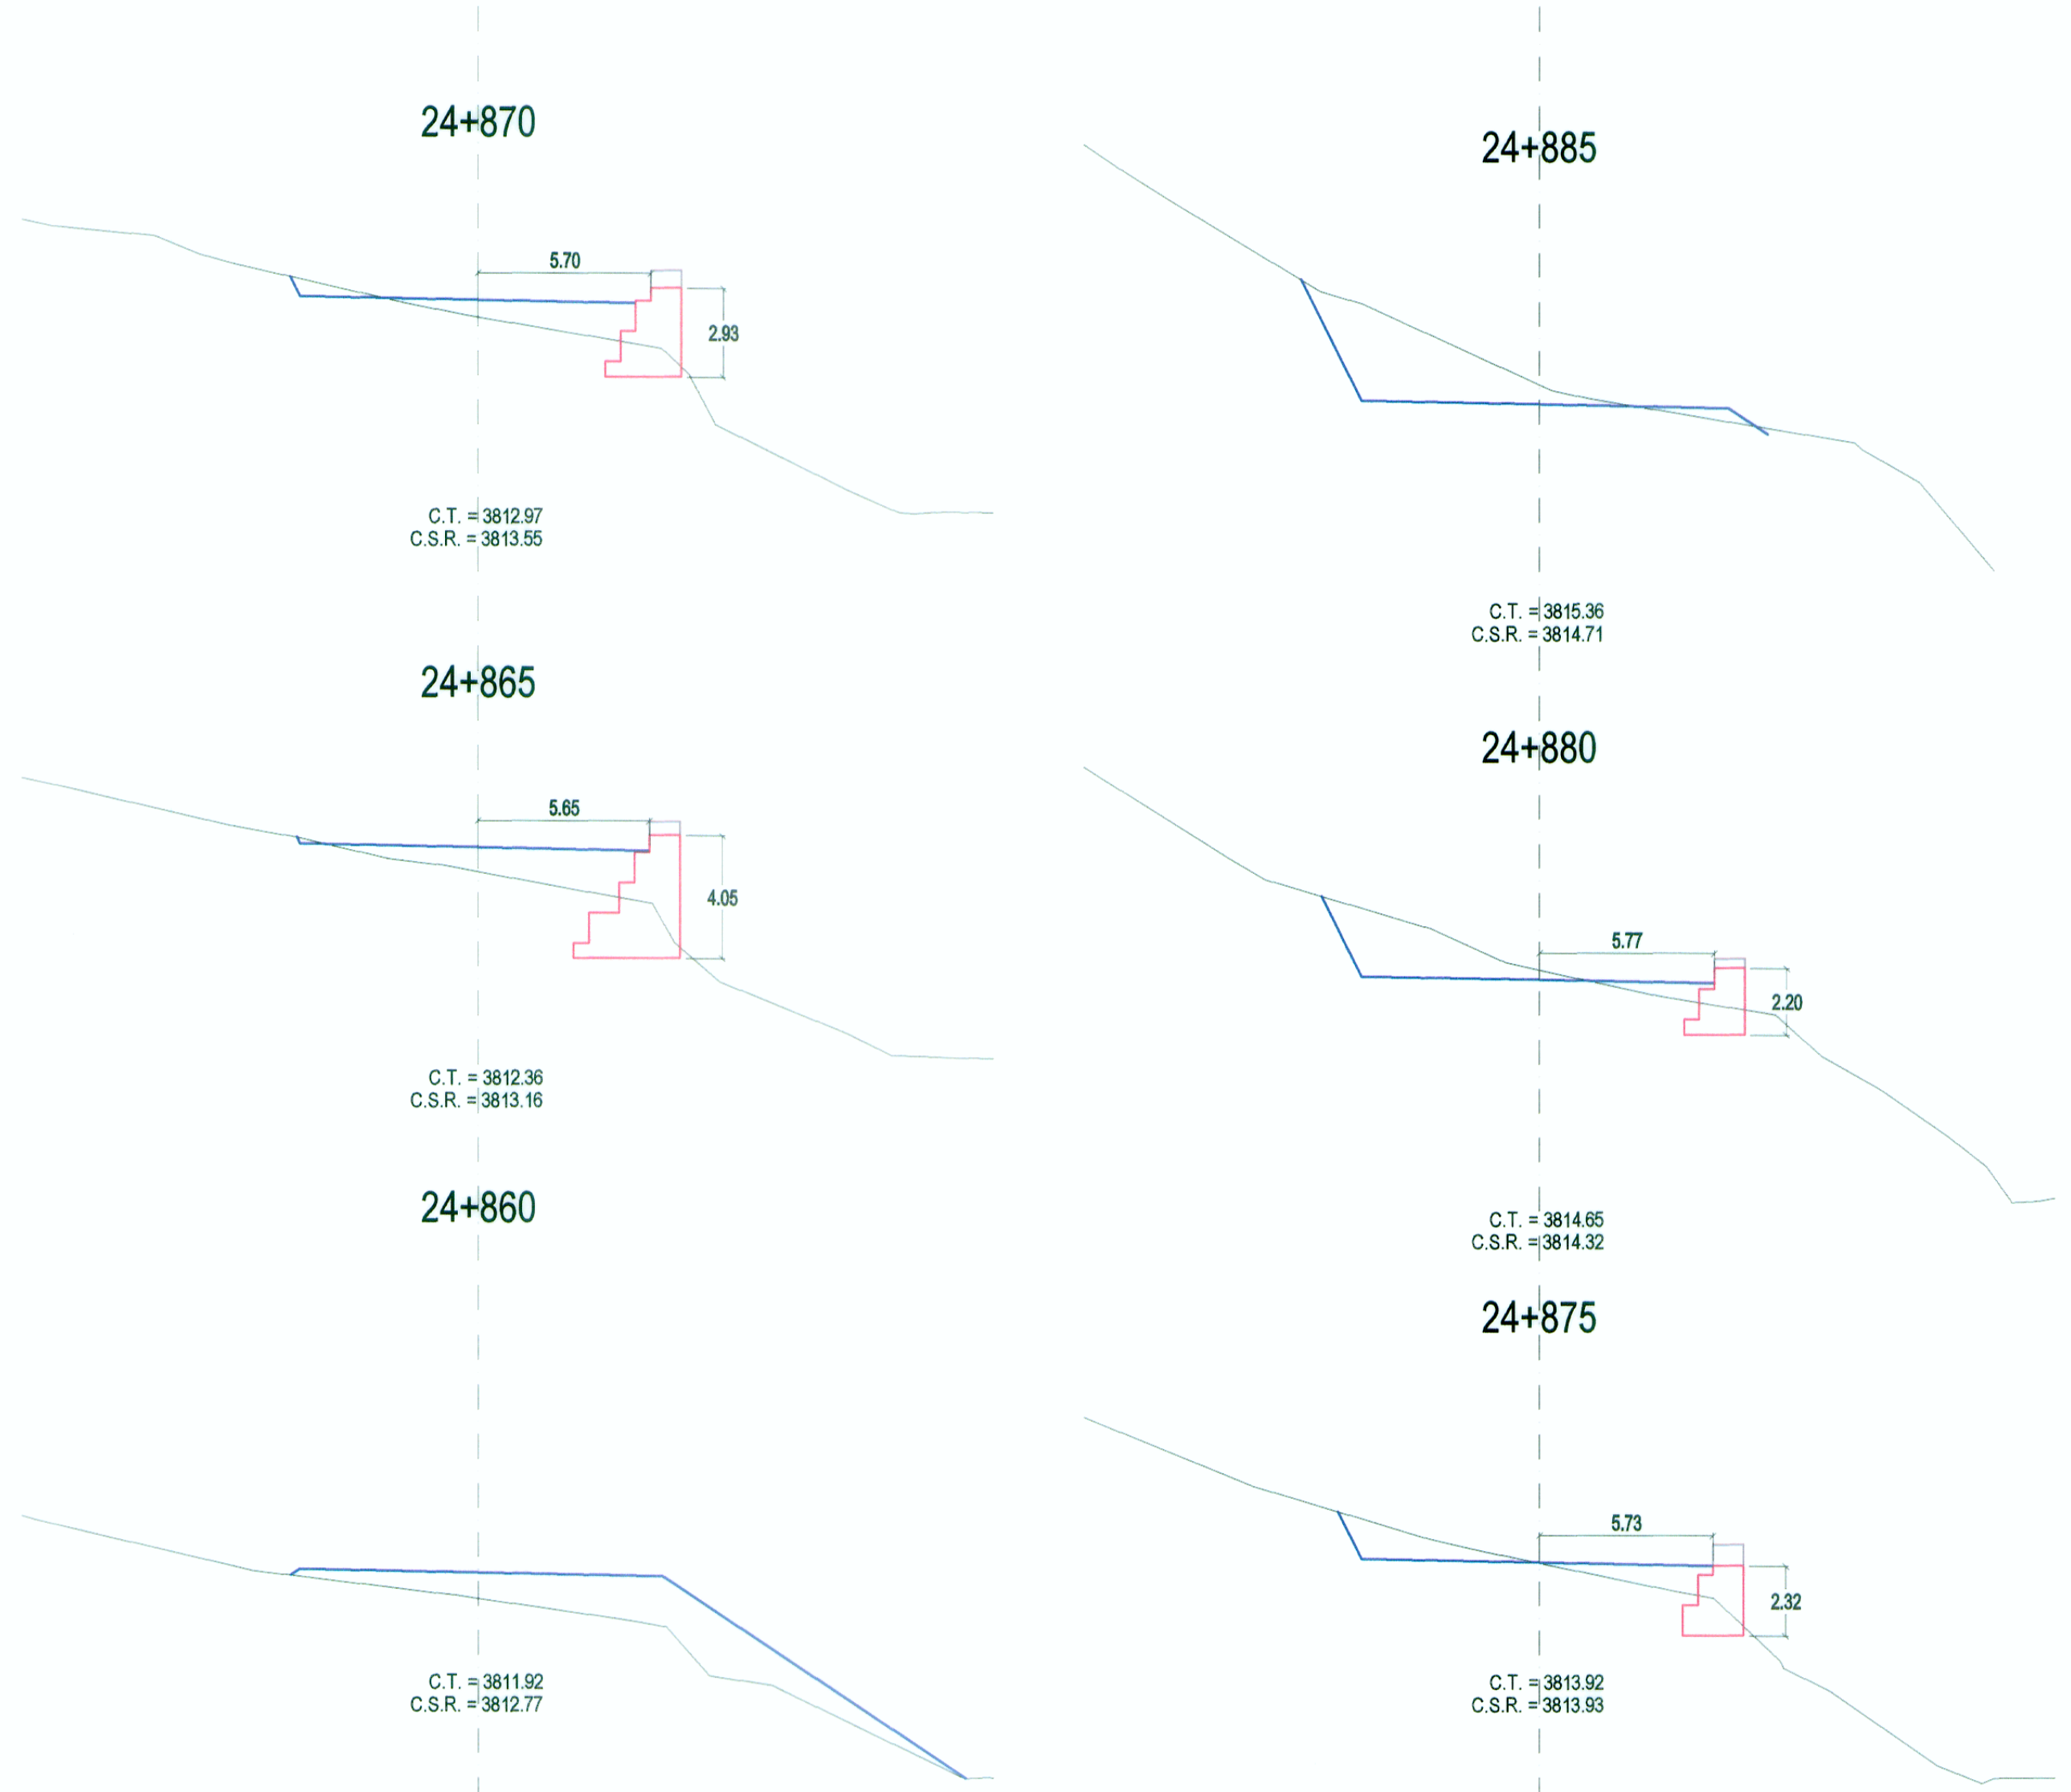 24+870
5.70
2.93
C.T. = 3812.97
C.S.R. = 3813.55
24+865
5.65
4.05
C.T. = 3812.36
C.S.R. = 3813.16
24+860
C.T. = 3811.92
C.S.R. = 3812.77
24+885
C.T. = 3815.36
C.S.R. = 3814.71
24+880
5.77
2.20
C.T. = 3814.65
C.S.R. = 3814.32
24+875
5.73
2.32
C.T. = 3813.92
C.S.R. = 3813.93